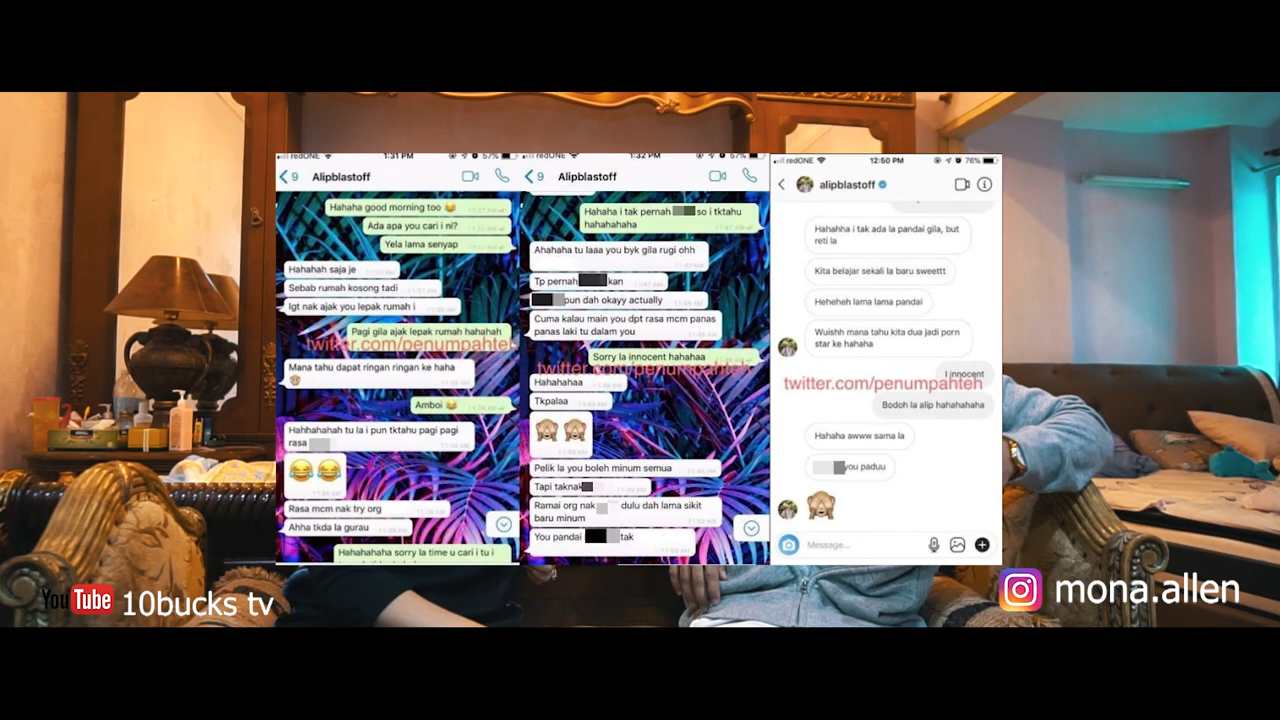 redONE
1:31 PM
57%
9
Alipblastoff
Hahaha good morning too
Ada apa you cari i ni?
Yela lama senyap
Hahahah saja je
Sebab rumah kosong tadi
Igt nak ajak you lepak rumah i
Pagi gila ajak lepak rumah hahahah
twitter.com/penumpahteh
Mana tahu dapat ringan ringan ke haha
Amboi
Hahhahahah tu la i pun tktahu pagi pagi
rasa
Rasa mcm nak try org
Ahha tkda la gurau
Hahahahaha sorry la time u cari i tu i
redONE
1:32 PM
57%
9
Alipblastoff
Hahaha i tak pernah so i tktahu
hahahahaha
Ahahaha tu laaa you byk gila rugi ohh
Tp pernah kan
pun dah okayy actually
Cuma kalau main you dpt rasa mcm panas
panas laki tu dalam you
Sorry la innocent hahahaa
twitter.com/penumpahteh
Hahahahaa
Tkpalaa
Pelik la you boleh minum semua
Tapi taknak
Ramai org nak dulu dah lama sikit
baru minum
You pandai tak
redONE
12:50 PM
76%
alipblastoff
Hahahha i tak ada la pandai gila, but
reti la
Kita belajar sekali la baru sweettt
Heheheh lama lama pandai
Wuishh mana tahu kita dua jadi porn
star ke hahaha
I innocent
twitter.com/penumpahteh
Bodoh la alip hahahahaha
Hahaha awww sama la
you paduu
Message...
YouTube 10bucks tv
mona.allen